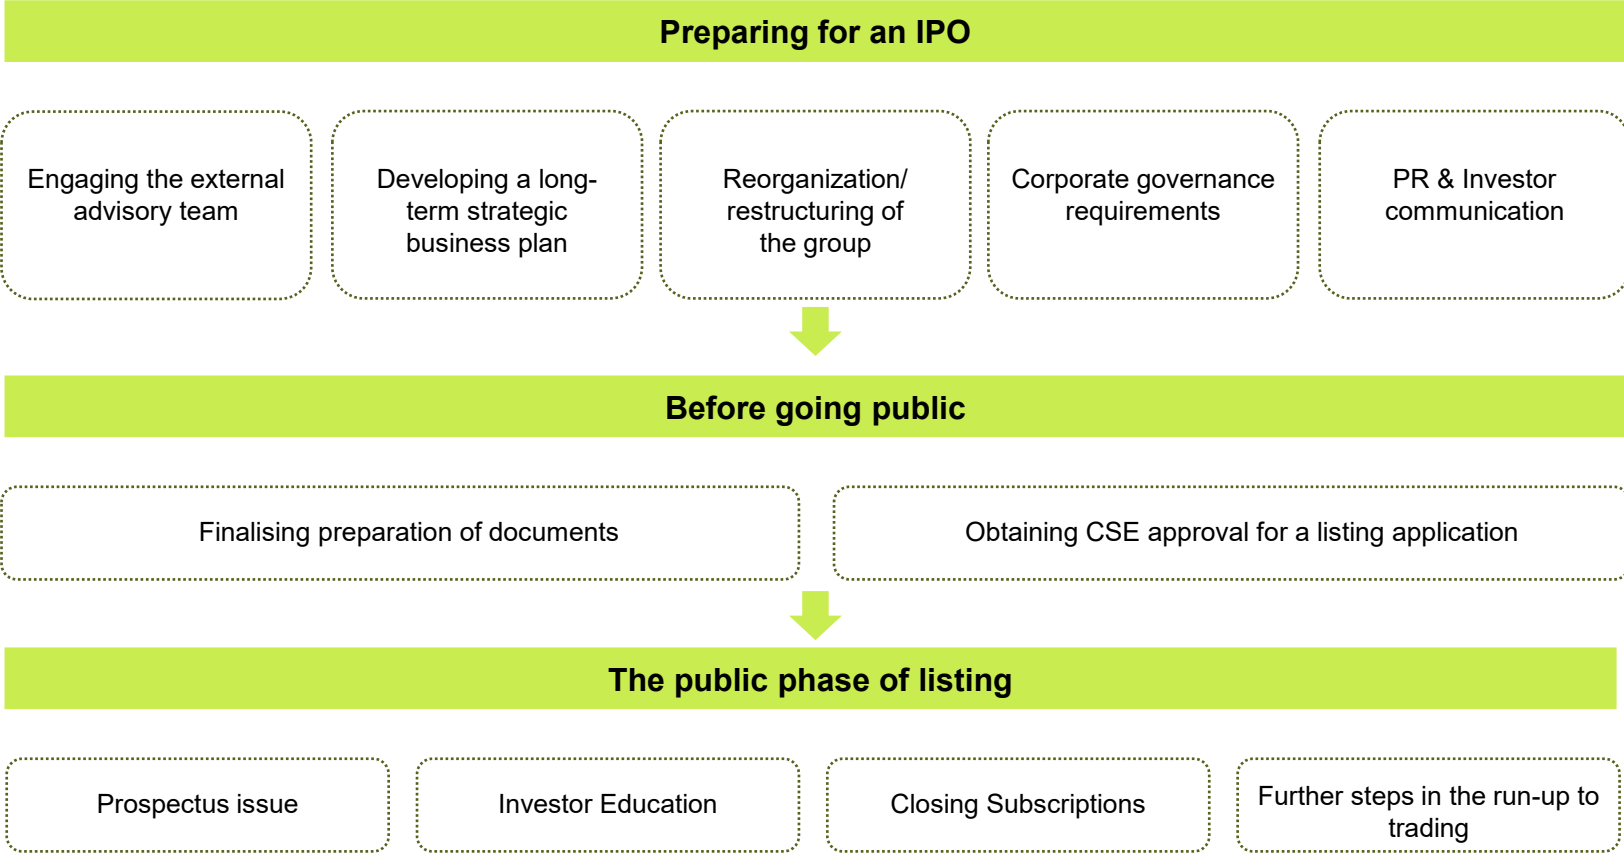 Preparing for an IPO
Engaging the external
advisory team
Developing a long-
term strategic
business plan
Reorganization/
restructuring of
the group
Corporate governance
requirements
PR & Investor
communication
Before going public
Finalising preparation of documents
Obtaining CSE approval for a listing application
The public phase of listing
Prospectus issue
Investor Education
Closing Subscriptions
Further steps in the run-up to
trading